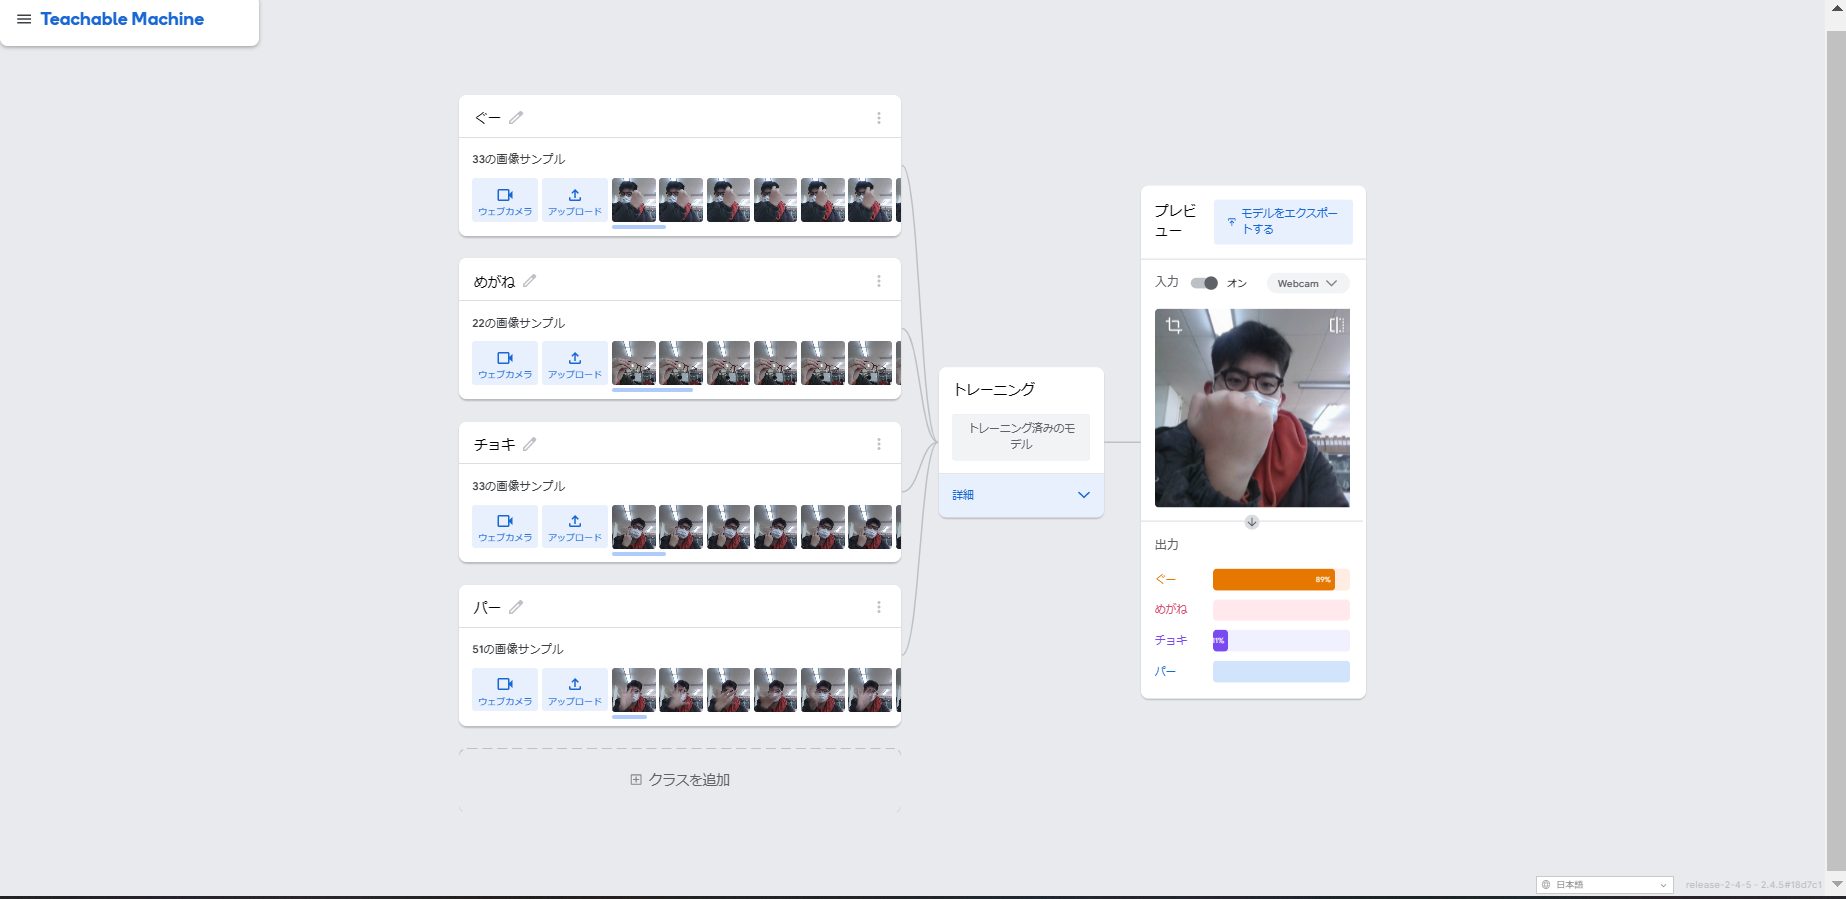 Teachable Machine
ぐー
33の画像サンプル
ウェブカメラ
アップロード
めがね
22の画像サンプル
ウェブカメラ
アップロード
チョキ
33の画像サンプル
ウェブカメラ
アップロード
パー
51の画像サンプル
ウェブカメラ
アップロード
クラスを追加
トレーニング
トレーニング済みのモ
デル
詳細
プレビ
ュー
モデルをエクスポー
トする
入力
オン
Webcam
出力
ぐー
89%
めがね
チョキ
11%
パー
日本語
release-2-4-5 - 2.4.5#18d7c1